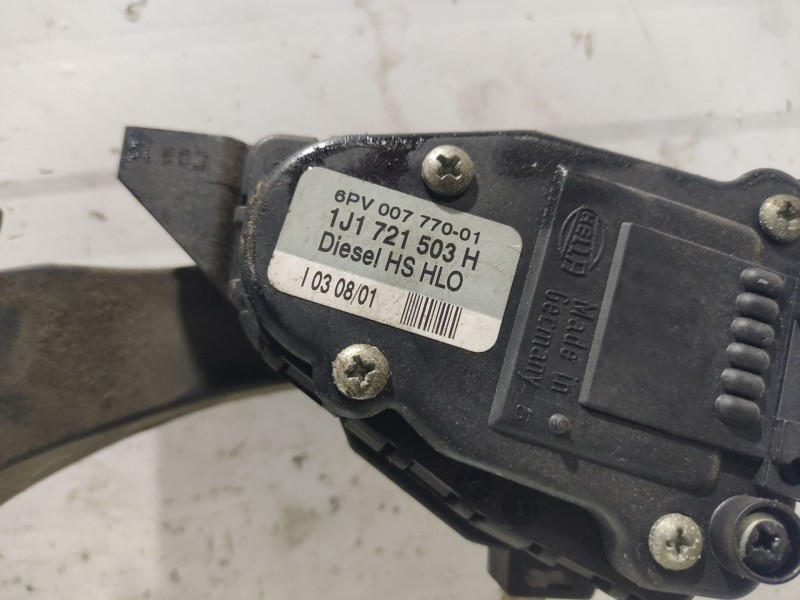 6PV 007 770-01
1J1 721 503 H
Diesel HS HLO
I 03 08/01
HELLA
Made in
Germany